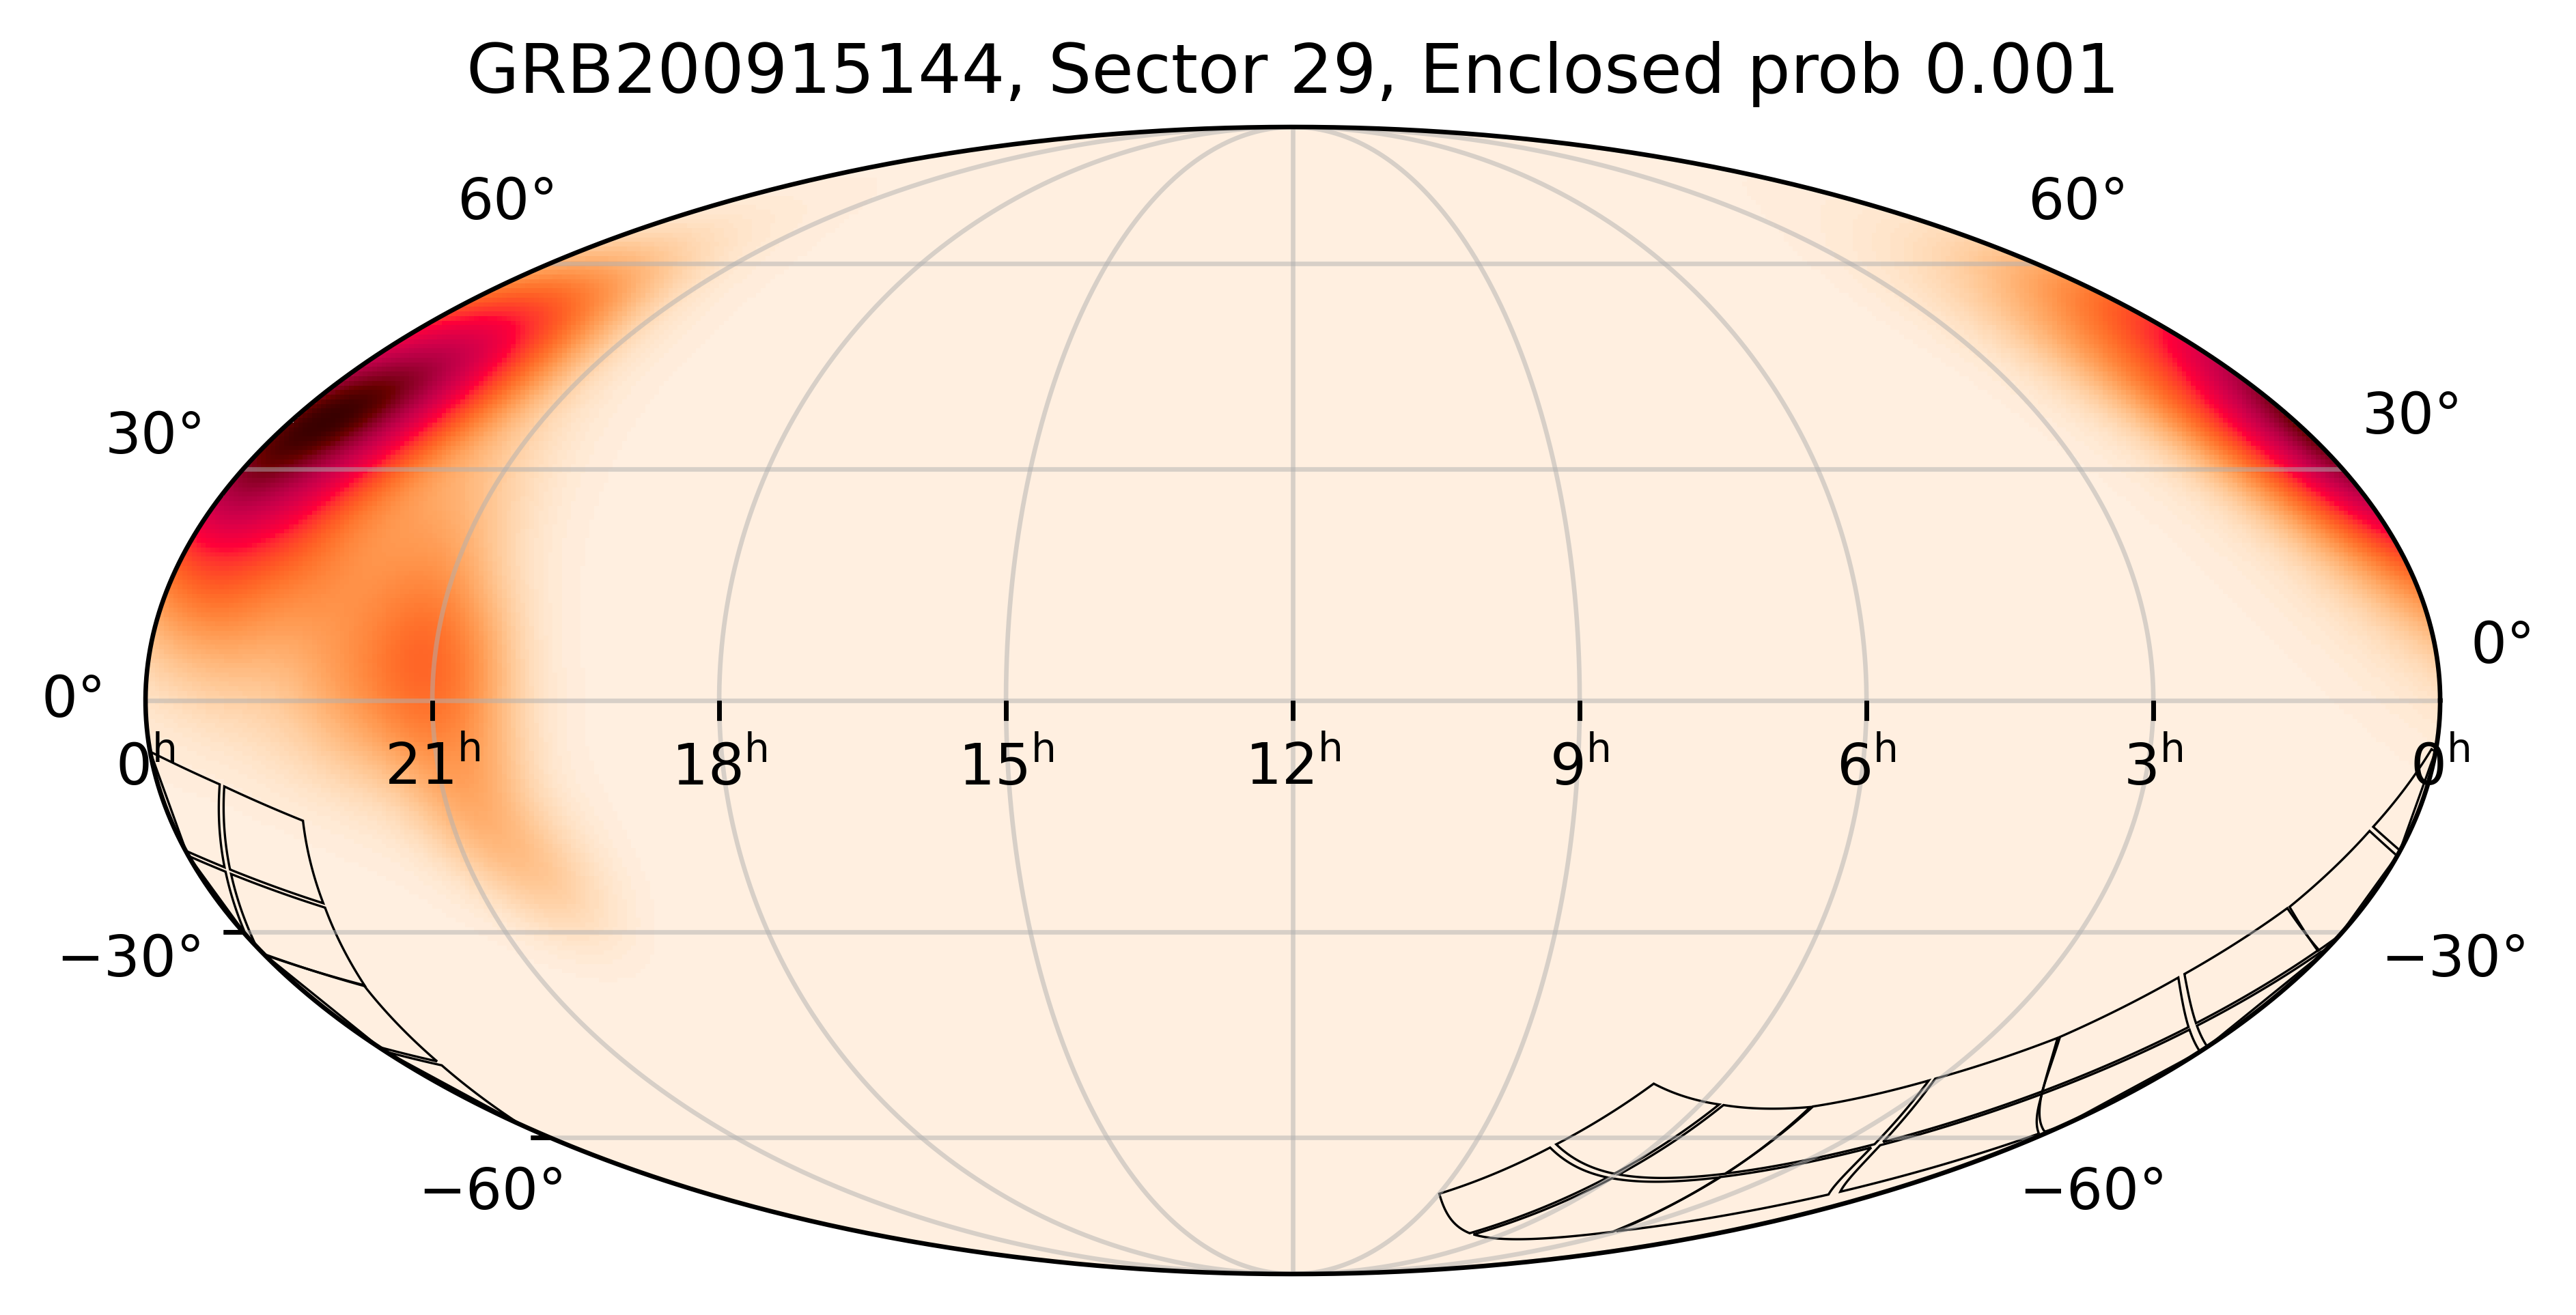 GRB200915144, Sector 29, Enclosed prob 0.001
60° 60°
30° 30°
0° 0°
0ʰ 21ʰ 18ʰ 15ʰ 12ʰ 9ʰ 6ʰ 3ʰ 0ʰ
−30° −30°
−60° −60°